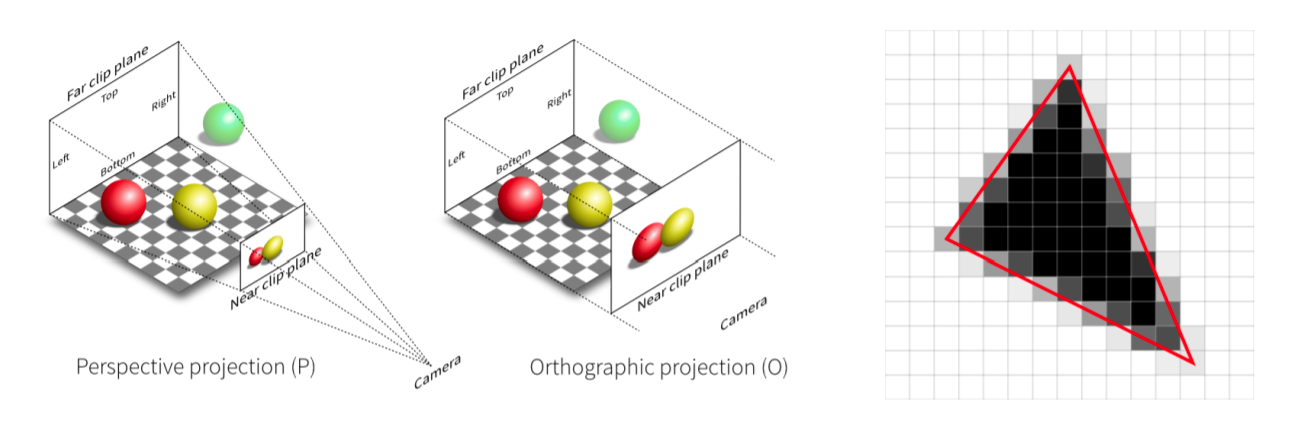 Far clip plane
Top
Right
Left
Bottom
Near clip plane
Camera
Perspective projection (P)
Far clip plane
Top
Right
Left
Bottom
Near clip plane
Camera
Orthographic projection (O)